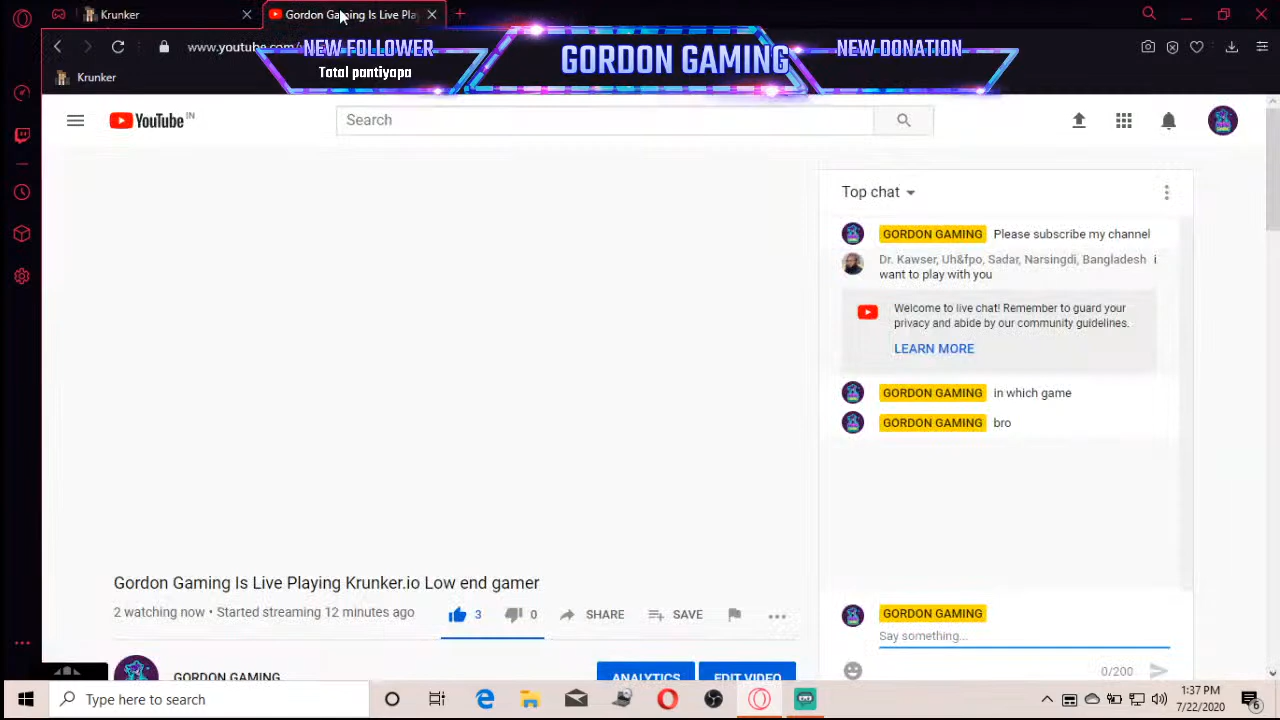 Krunker
Gordon Gaming Is Live Pla
www.youtube.com/
NEW FOLLOWER
Total pantiyapa
GORDON GAMING
NEW DONATION
Krunker
YouTube IN
Search
Top chat
GORDON GAMING Please subscribe my channel
Dr. Kawser, Uh&fpo, Sadar, Narsingdi, Bangladesh i
want to play with you
Welcome to live chat! Remember to guard your
privacy and abide by our community guidelines.
LEARN MORE
GORDON GAMING in which game
GORDON GAMING bro
Gordon Gaming Is Live Playing Krunker.io Low end gamer
2 watching now • Started streaming 12 minutes ago
3
0
SHARE
SAVE
GORDON GAMING
Say something...
0/200
GORDON GAMING
ANALYTICS
EDIT VIDEO
Type here to search
1:37 PM
7/22/2020
6